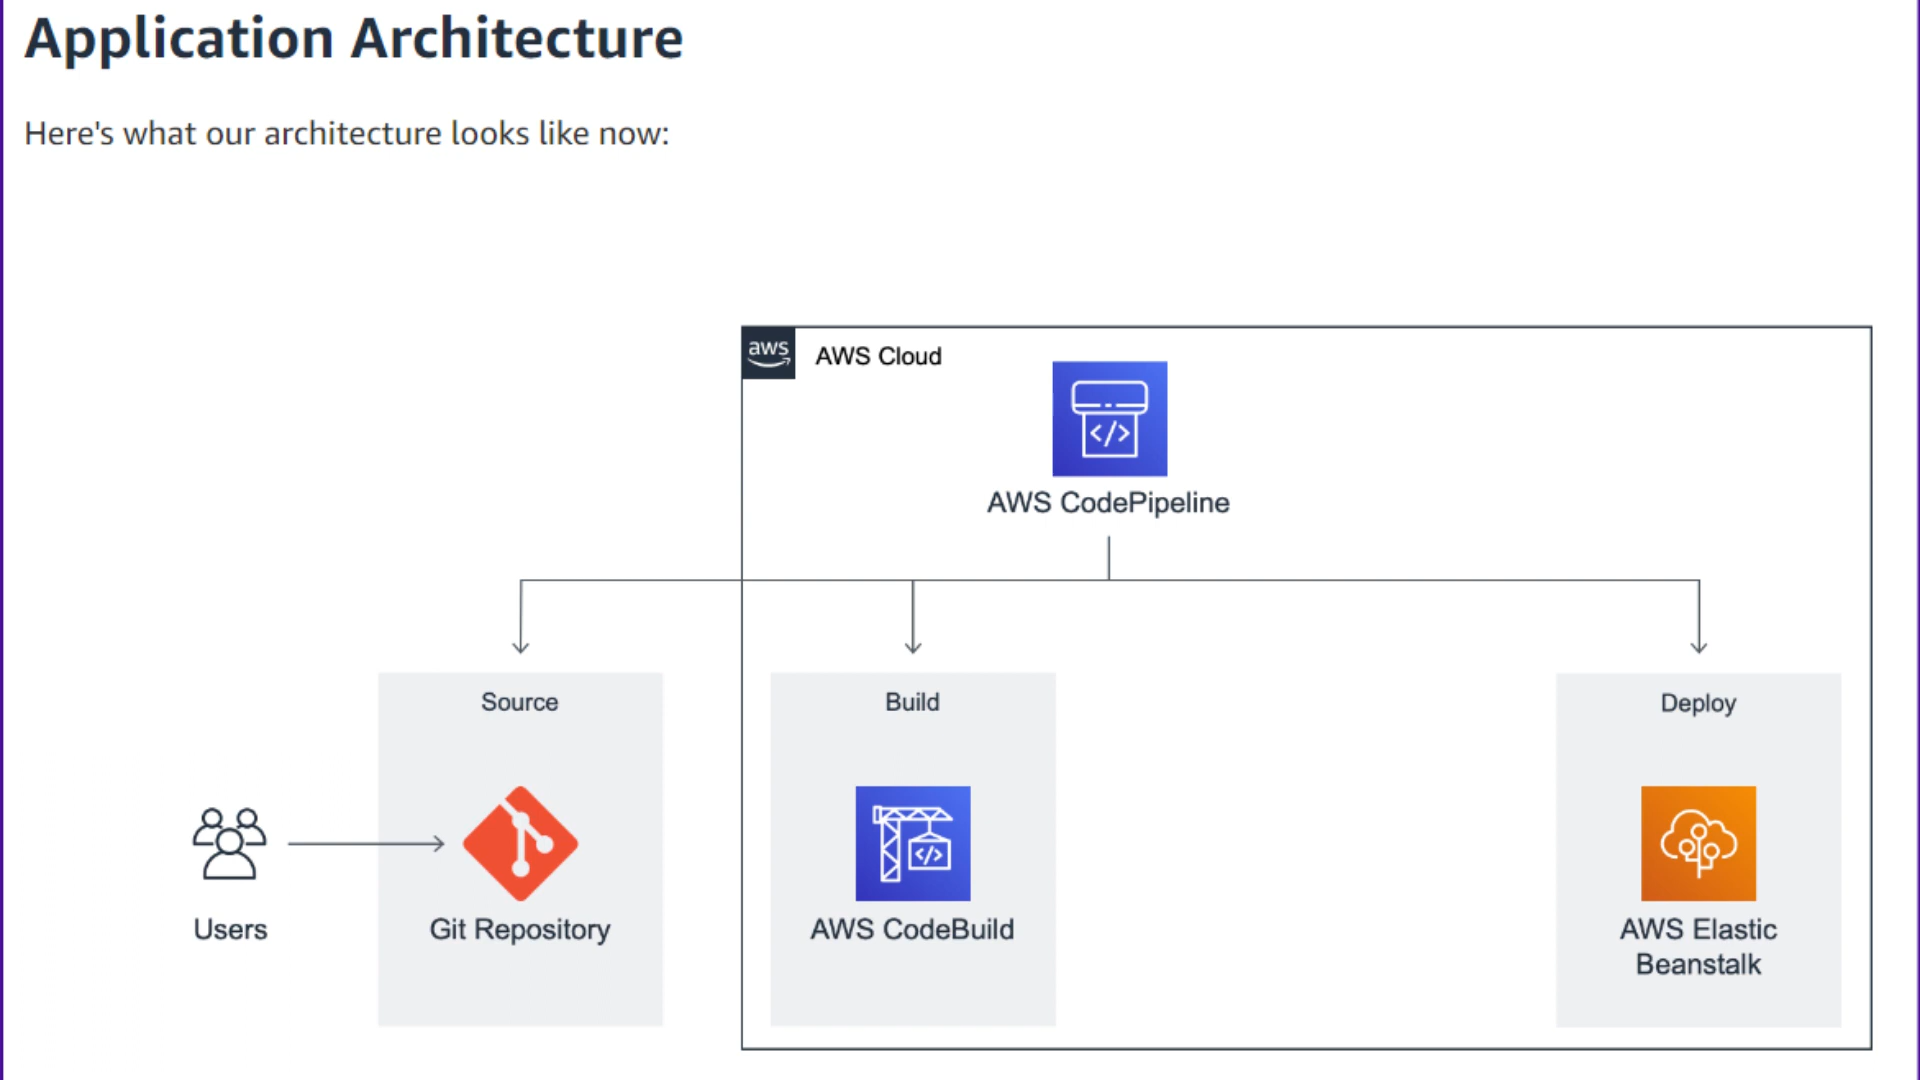 Application Architecture
Here's what our architecture looks like now:
aws
AWS Cloud
</>
AWS CodePipeline
Source
Build
Deploy
</>
Users
Git Repository
AWS CodeBuild
AWS Elastic
Beanstalk